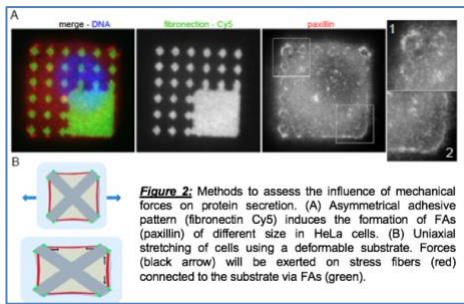 A
merge - DNA fibronection - Cy5 paxillin
1
2
B
Figure 2: Methods to assess the influence of mechanical
forces on protein secretion. (A) Asymmetrical adhesive
pattern (fibronectin Cy5) induces the formation of FAs
(paxillin) of different size in HeLa cells. (B) Uniaxial
stretching of cells using a deformable substrate. Forces
(black arrow) will be exerted on stress fibers (red)
connected to the substrate via FAs (green).